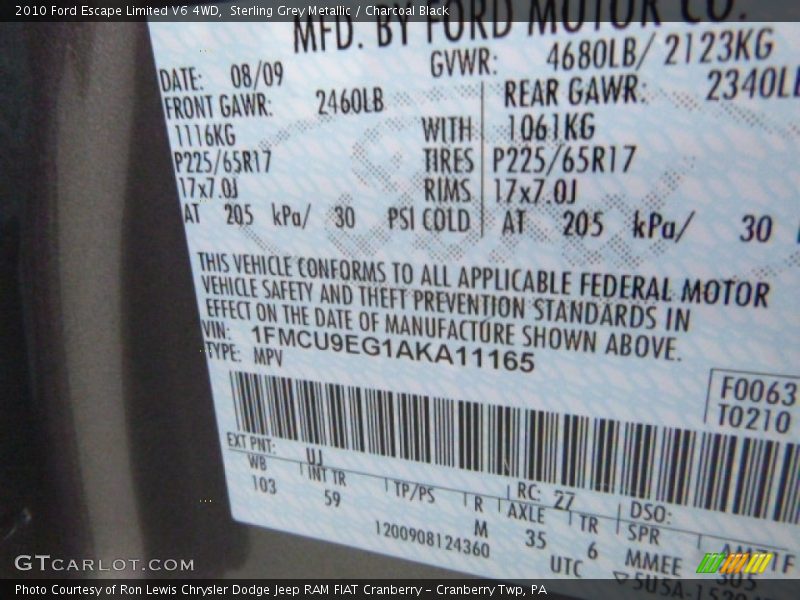 2010 Ford Escape Limited V6 4WD, Sterling Grey Metallic / Charcoal Black
MFD. BY FORD MOTOR CO.
DATE: 08/09 GVWR: 4680LB/ 2123KG
FRONT GAWR: 2460LB REAR GAWR: 2340LB
1116KG WITH 1061KG
P225/65R17 TIRES P225/65R17
17x7.0J RIMS 17x7.0J
AT 205 kPa/ 30 PSI COLD AT 205 kPa/ 30
THIS VEHICLE CONFORMS TO ALL APPLICABLE FEDERAL MOTOR
VEHICLE SAFETY AND THEFT PREVENTION STANDARDS IN
EFFECT ON THE DATE OF MANUFACTURE SHOWN ABOVE.
VIN: 1FMCU9EG1AKA11165
TYPE: MPV
F0063
T0210
EXT PNT: UJ RC: 27 DSO:
WB INT TR TP/PS R AXLE TR SPR
103 59 M 35 6 MMEE
1200908124360 UTC
GTCARLOT.COM
Photo Courtesy of Ron Lewis Chrysler Dodge Jeep RAM FIAT Cranberry – Cranberry Twp, PA